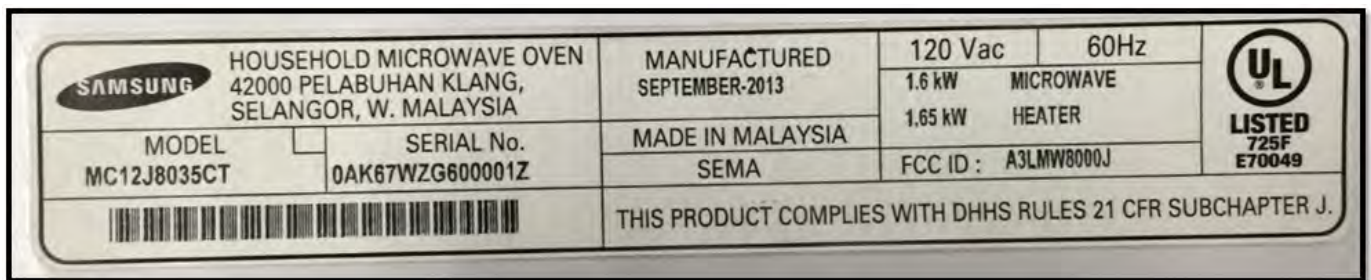 SAMSUNG
HOUSEHOLD MICROWAVE OVEN
42000 PELABUHAN KLANG,
SELANGOR, W. MALAYSIA
MODEL
MC12J8035CT
SERIAL No.
0AK67WZG600001Z
MANUFACTURED
SEPTEMBER-2013
MADE IN MALAYSIA
SEMA
120 Vac 60Hz
1.6 kW MICROWAVE
1.65 kW HEATER
FCC ID : A3LMW8000J
UL
®
LISTED
725F
E70049
THIS PRODUCT COMPLIES WITH DHHS RULES 21 CFR SUBCHAPTER J.